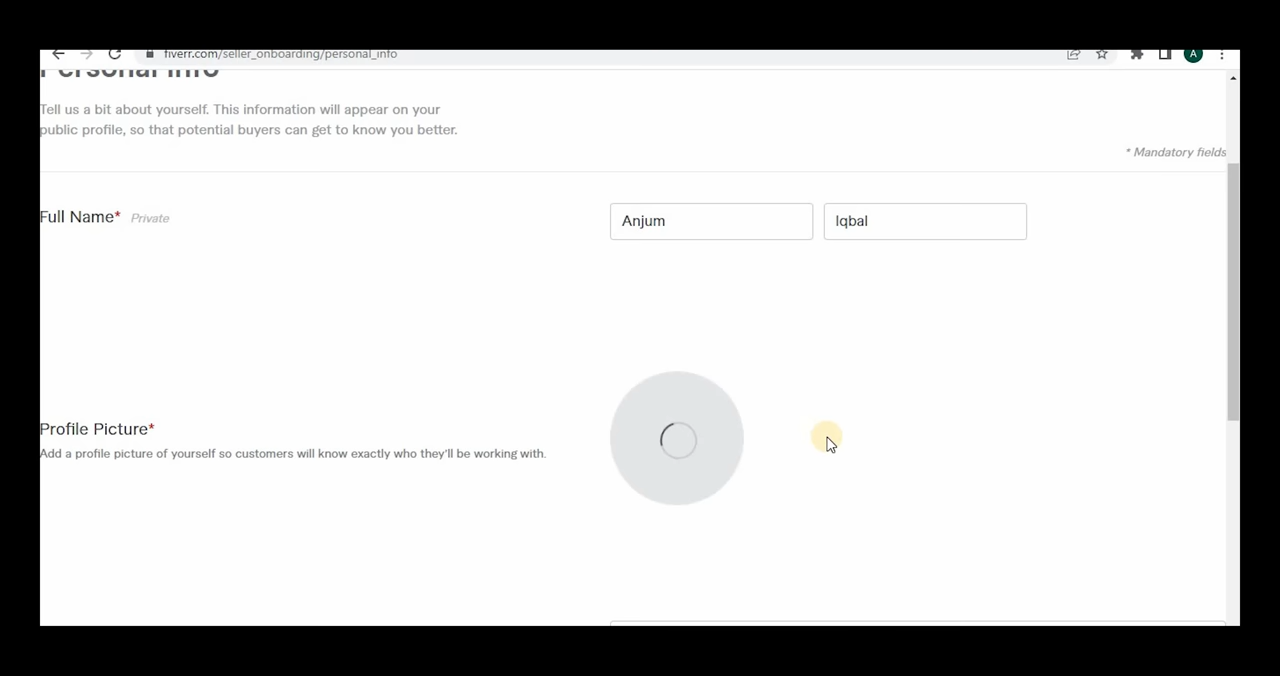 fiverr.com/seller_onboarding/personal_info
A
Personal Info
Tell us a bit about yourself. This information will appear on your
public profile, so that potential buyers can get to know you better.
* Mandatory fields
Full Name* Private
Anjum
Iqbal
Profile Picture*
Add a profile picture of yourself so customers will know exactly who they'll be working with.